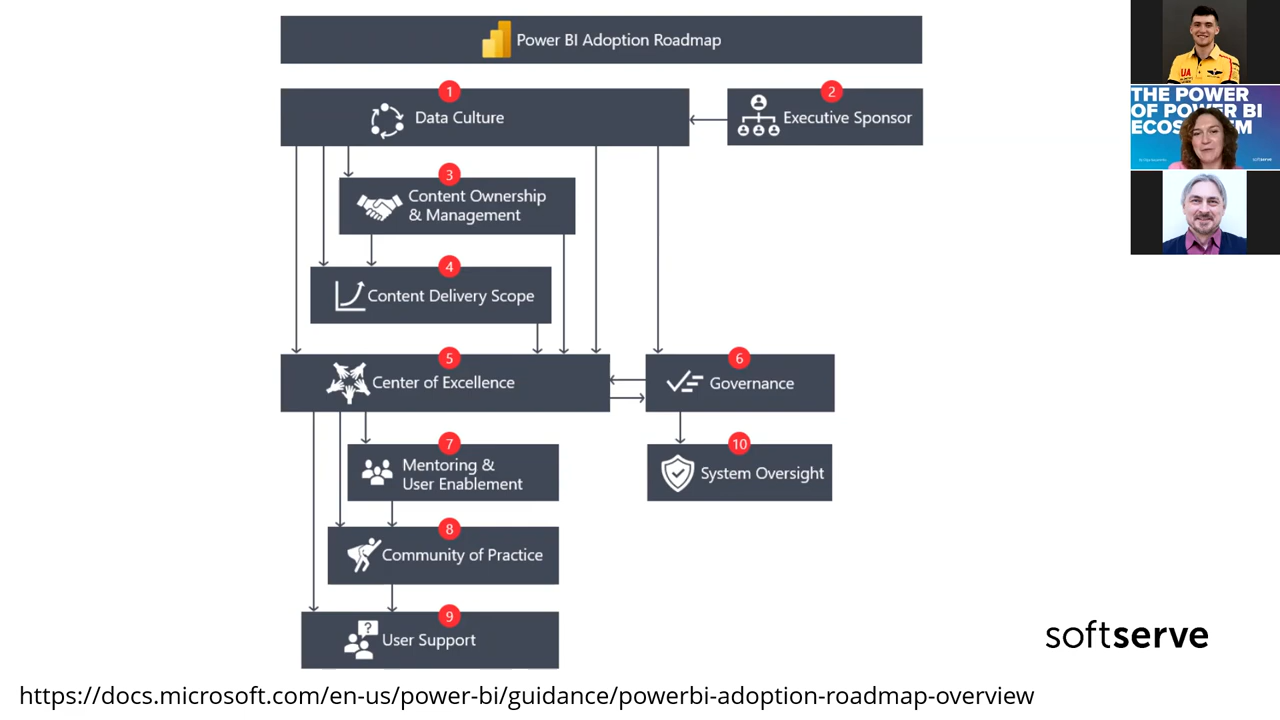 Power BI Adoption Roadmap
1
Data Culture
2
Executive Sponsor
3
Content Ownership
& Management
4
Content Delivery Scope
5
Center of Excellence
6
Governance
7
Mentoring &
User Enablement
10
System Oversight
8
Community of Practice
?
9
User Support
softserve
https://docs.microsoft.com/en-us/power-bi/guidance/powerbi-adoption-roadmap-overview
UA
THE POWER
OF POWER BI
softserve